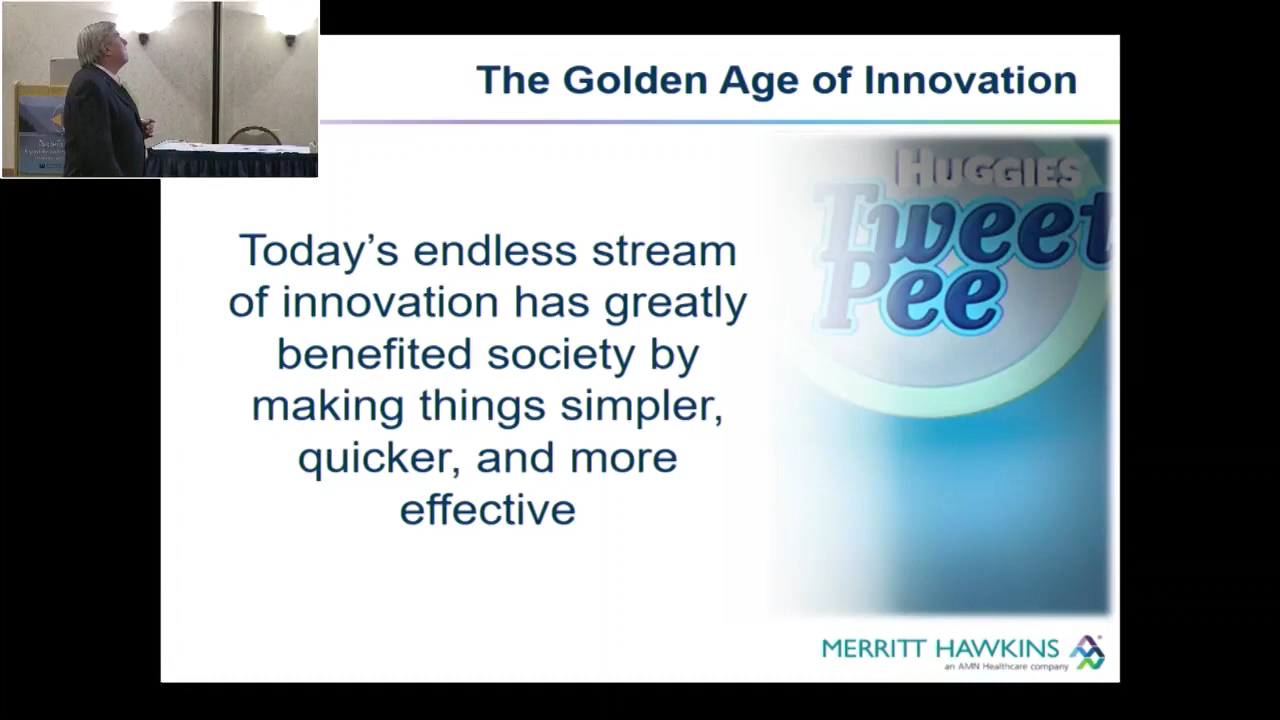 The Golden Age of Innovation
HUGGIES
Tweet
Pee
Today’s endless stream
of innovation has greatly
benefited society by
making things simpler,
quicker, and more
effective
MERRITT HAWKINS
an AMN Healthcare company